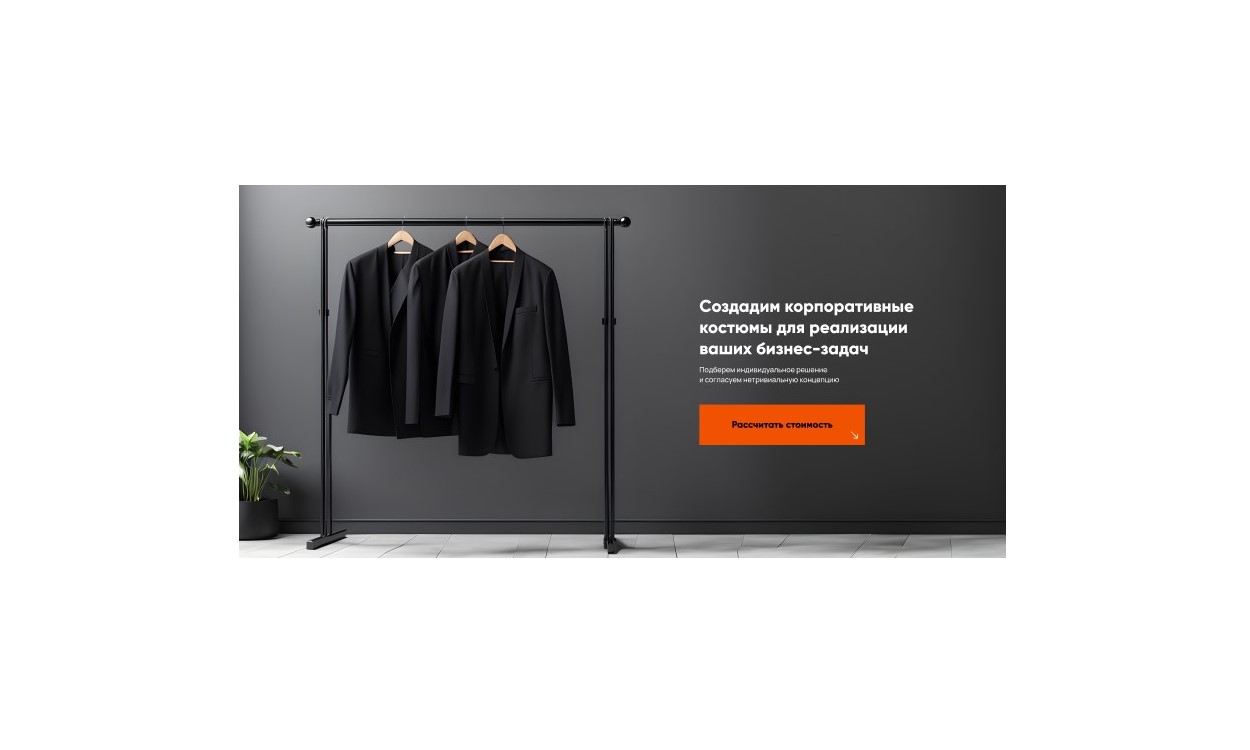 Создадим корпоративные
костюмы для реализации
ваших бизнес-задач
Подберем индивидуальное решение
и согласуем нетривиальную концепцию
Рассчитать стоимость